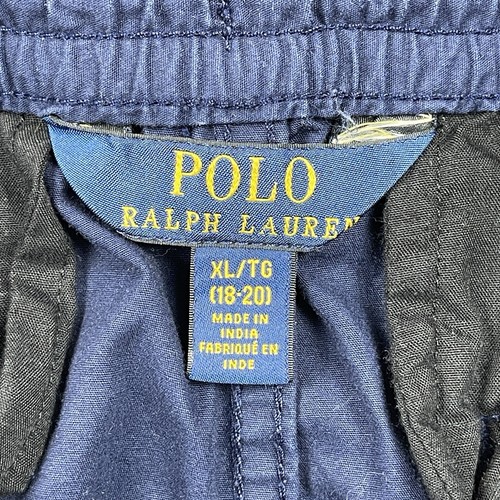 POLO
RALPH LAUREN
XL/TG
(18-20)
MADE IN
INDIA
FABRIQUÉ EN
INDE